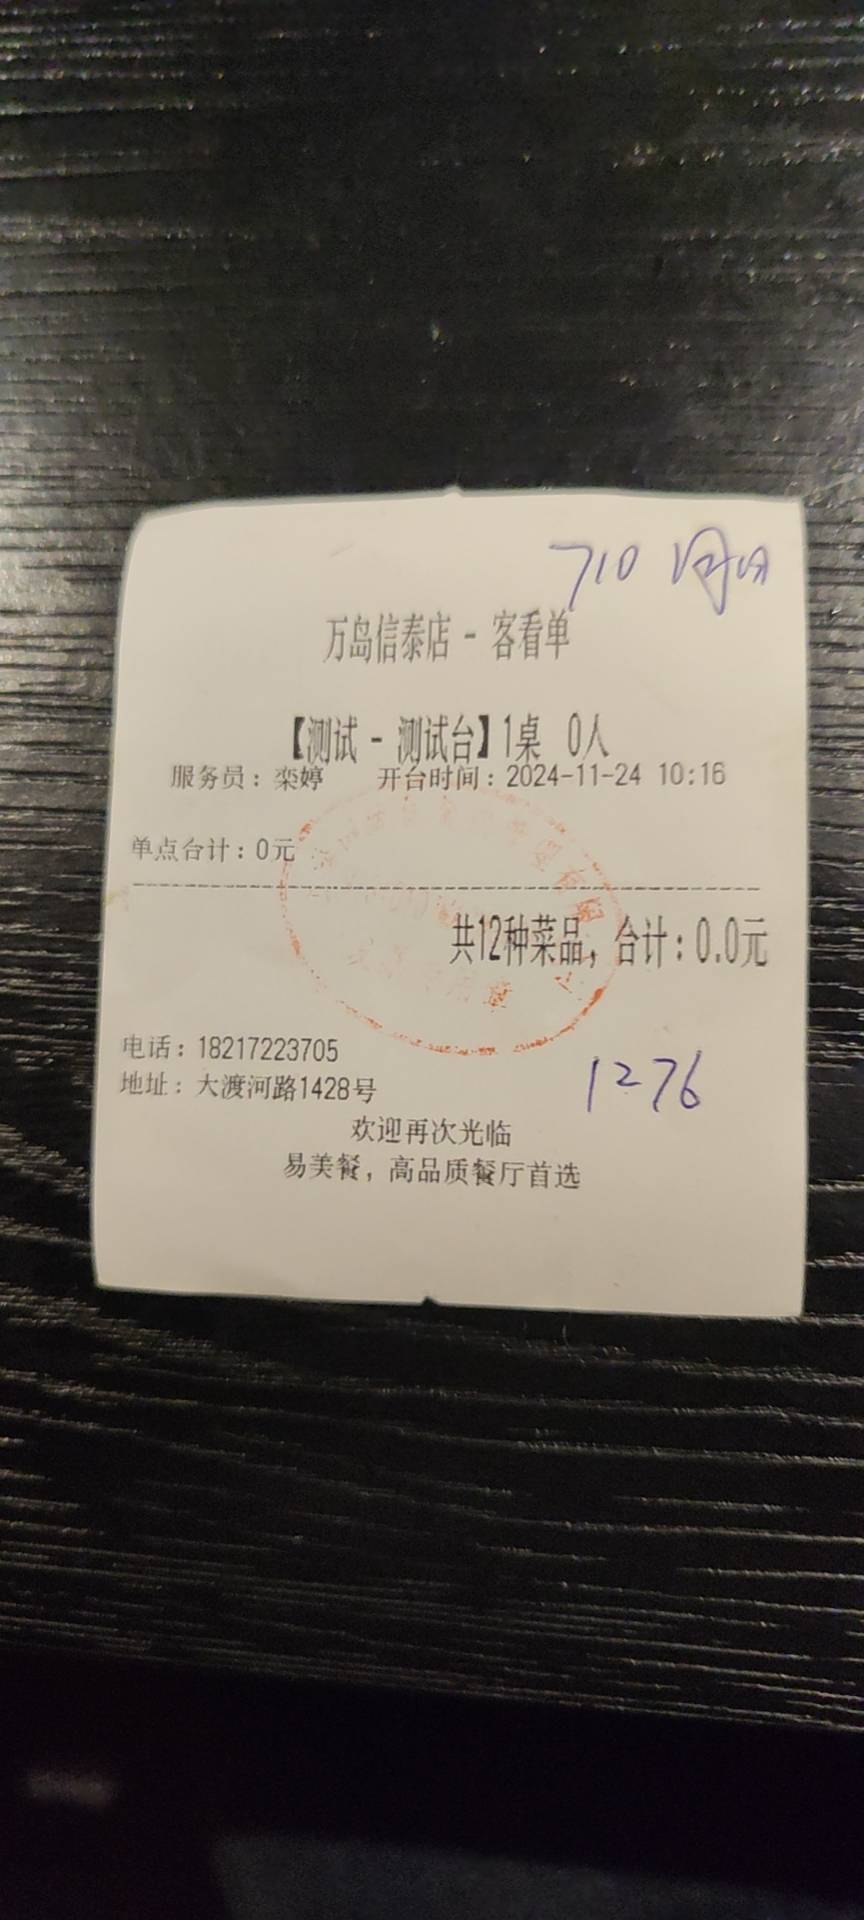 710
万岛信泰店 - 客看单
【测试 - 测试台】1桌 0人
服务员：栾婷 开台时间：2024-11-24 10:16
单点台计：0元
共12种菜品，台计：0.0元
电话：18217223705
地址：大渡河路1428号
1276
欢迎再次光临
易美餐，高品质餐厅首选